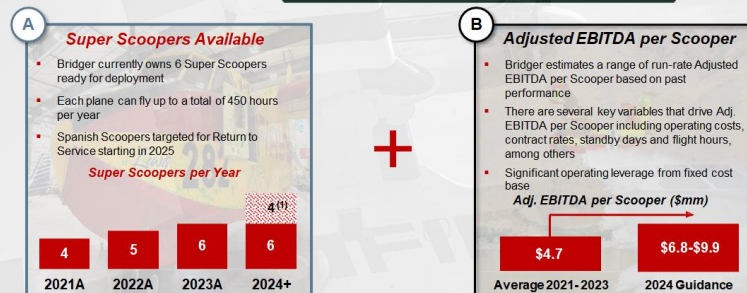 A
Super Scoopers Available
▪ Bridger currently owns 6 Super Scoopers
ready for deployment
▪ Each plane can fly up to a total of 450 hours
per year
▪ Spanish Scoopers targeted for Return to
Service starting in 2025
Super Scoopers per Year
4 (1)
4
5
6
6
2021A
2022A
2023A
2024+
+
B
Adjusted EBITDA per Scooper
▪ Bridger estimates a range of run-rate Adjusted
EBITDA per Scooper based on past
performance
▪ There are several key variables that drive Adj.
EBITDA per Scooper including operating costs,
contract rates, standby days and flight hours,
among others
▪ Significant operating leverage from fixed cost
base
Adj. EBITDA per Scooper ($mm)
$4.7
$6.8-$9.9
Average 2021- 2023
2024 Guidance